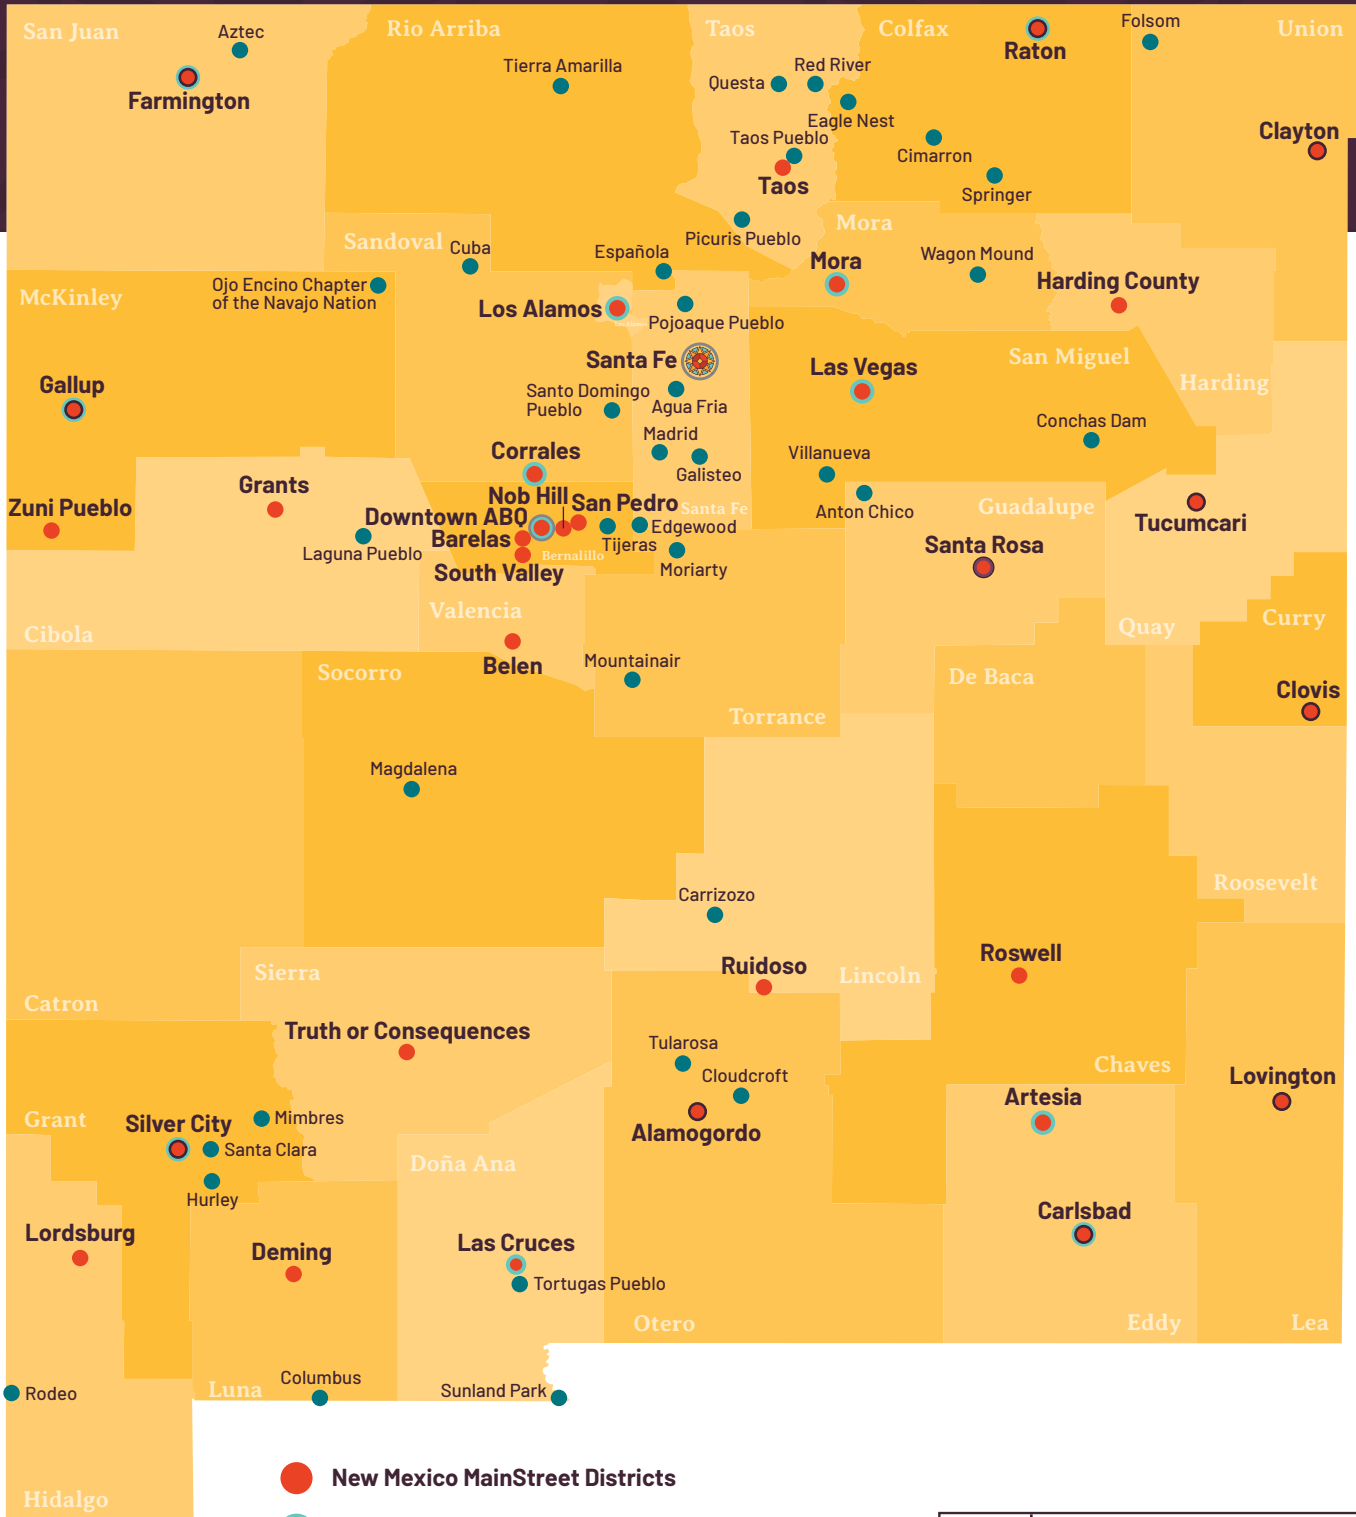 San Juan
Rio Arriba
Taos
Colfax
Union
Aztec
Farmington
Tierra Amarilla
Questa
Red River
Eagle Nest
Taos Pueblo
Taos
Picuris Pueblo
Raton
Folsom
Cimarron
Springer
Clayton
Sandoval
Cuba
Española
Mora
Mora
Wagon Mound
Harding County
McKinley
Ojo Encino Chapter
of the Navajo Nation
Los Alamos
Pojoaque Pueblo
Santa Fe
Las Vegas
San Miguel
Harding
Gallup
Santo Domingo
Pueblo
Agua Fria
Madrid
Galisteo
Conchas Dam
Villanueva
Anton Chico
Corrales
Grants
Zuni Pueblo
Nob Hill
San Pedro
Santa Fe
Guadalupe
Tucumcari
Downtown ABQ
Barelas
Edgewood
Tijeras
Bernalillo
Moriarty
Laguna Pueblo
South Valley
Santa Rosa
Cibola
Valencia
Belen
Quay
Curry
Socorro
Mountainair
De Baca
Clovis
Torrance
Magdalena
Carrizozo
Roosevelt
Ruidoso
Lincoln
Roswell
Sierra
Catron
Truth or Consequences
Tularosa
Cloudcroft
Alamogordo
Chaves
Artesia
Lovington
Grant
Silver City
Mimbres
Santa Clara
Hurley
Doña Ana
Lordsburg
Deming
Las Cruces
Tortugas Pueblo
Carlsbad
Otero
Eddy
Lea
Rodeo
Luna
Columbus
Sunland Park
Hidalgo
New Mexico MainStreet Districts